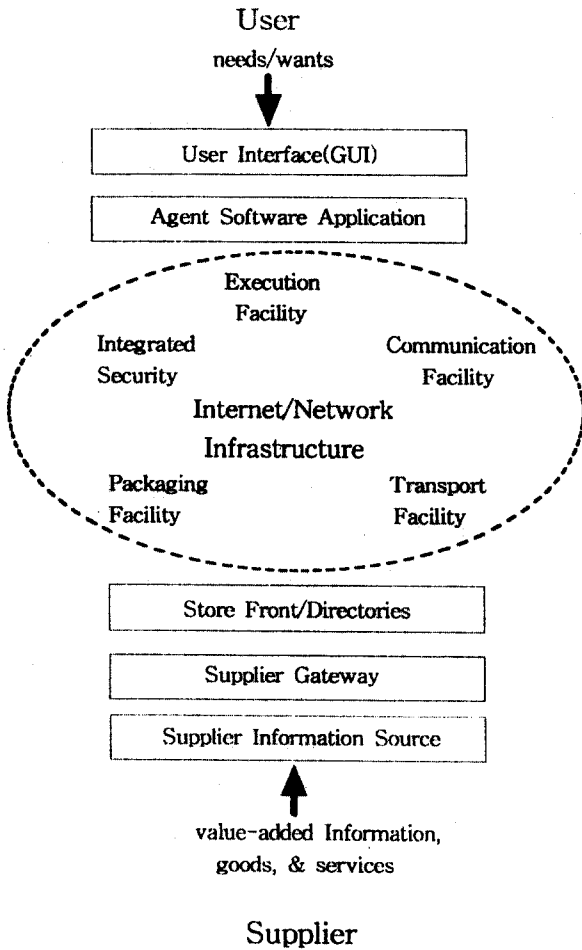 User
needs/wants
User Interface(GUI)
Agent Software Application
Execution
Facility
Integrated
Security
Communication
Facility
Internet/Network
Infrastructure
Packaging
Facility
Transport
Facility
Store Front/Directories
Supplier Gateway
Supplier Information Source
value-added Information,
goods, & services
Supplier